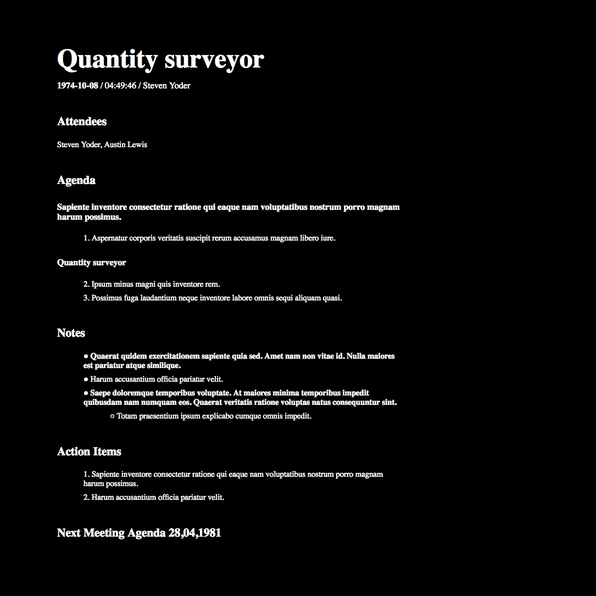 Quantity surveyor
1974-10-08 / 04:49:46 / Steven Yoder
Attendees
Steven Yoder, Austin Lewis
Agenda
Sapiente inventore consectetur ratione qui eaque nam voluptatibus nostrum porro magnam
harum possimus.
1. Aspernatur corporis veritatis suscipit rerum accusamus magnam libero iure.
Quantity surveyor
2. Ipsum minus magni quis inventore rem.
3. Possimus fuga laudantium neque inventore labore omnis sequi aliquam quasi.
Notes
● Quaerat quidem exercitationem sapiente quia sed. Amet nam non vitae id. Nulla maiores
est pariatur atque similique.
● Harum accusantium officia pariatur velit.
● Saepe doloremque temporibus voluptate. At maiores minima temporibus impedit
quibusdam nam numquam eos. Quaerat veritatis ratione voluptas natus consequuntur sint.
○ Totam praesentium ipsum explicabo cumque omnis impedit.
Action Items
1. Sapiente inventore consectetur ratione qui eaque nam voluptatibus nostrum porro magnam
harum possimus.
2. Harum accusantium officia pariatur velit.
Next Meeting Agenda 28,04,1981